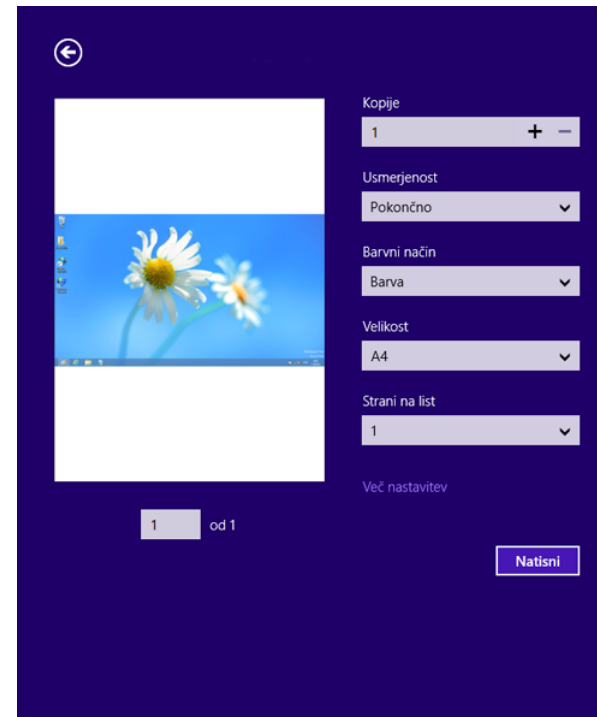 Kopije
1
Usmerjenost
Pokončno
Barvni način
Barva
Velikost
A4
Strani na list
1
Več nastavitev
1 od 1
Natisni